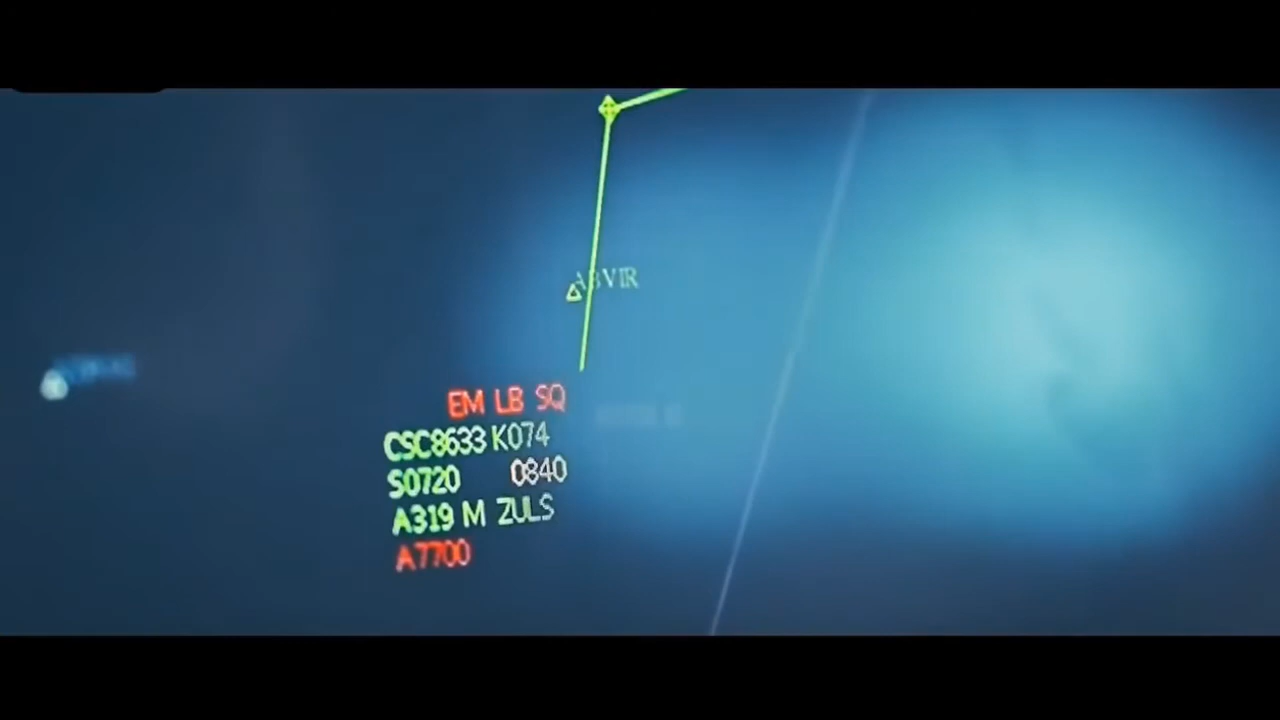 ABVIR
EM LB SQ
CSC8633 K074
S0720 0840
A319 M ZULS
A7700